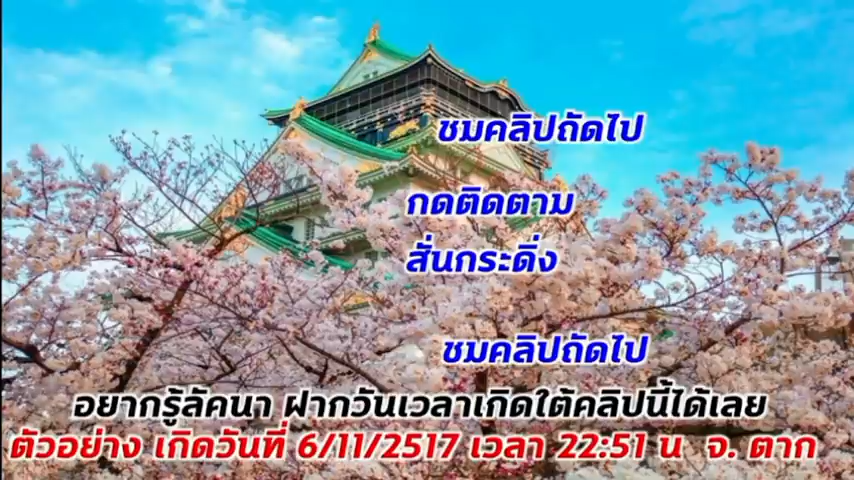 ชมคลิปถัดไป
กดติดตาม
สั่นกระดิ่ง
ชมคลิปถัดไป
อยากรู้ลัคนา ฝากวันเวลาเกิดใต้คลิปนี้ได้เลย
ตัวอย่าง เกิดวันที่ 6/11/2517 เวลา 22:51 น จ. ตาก